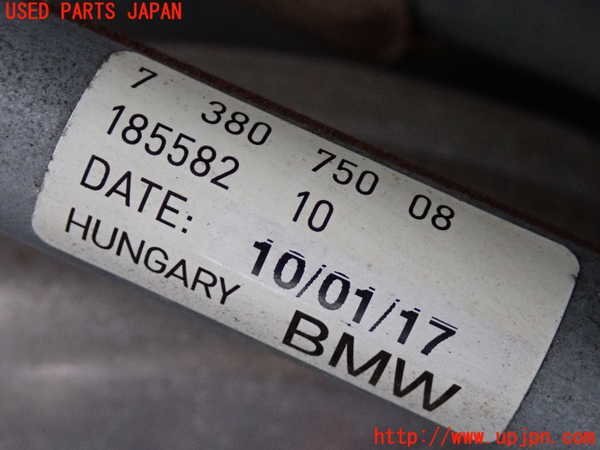 USED PARTS JAPAN
7 380 750 08
185582 10
DATE: 10/01/17
HUNGARY BMW
http://www.upjpn.com/